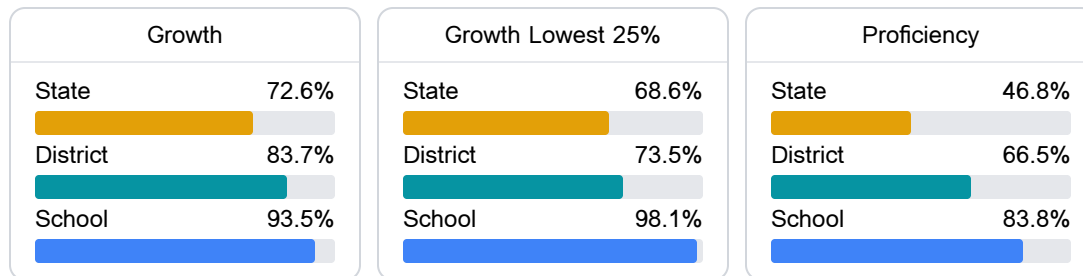 Growth
State 72.6%
District 83.7%
School 93.5%
Growth Lowest 25%
State 68.6%
District 73.5%
School 98.1%
Proficiency
State 46.8%
District 66.5%
School 83.8%